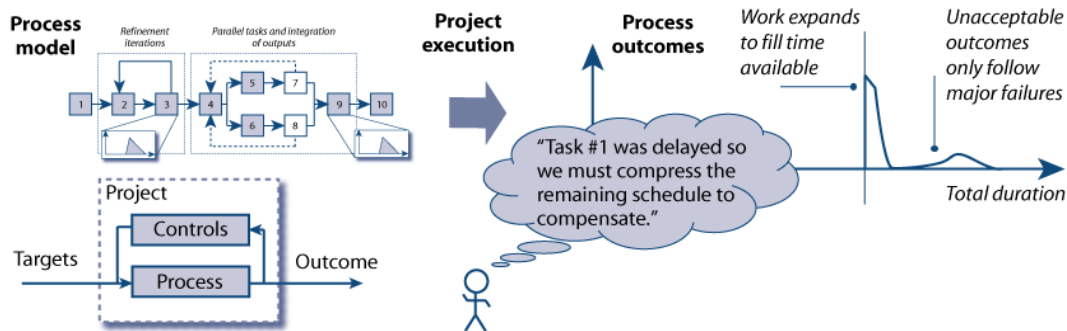 Process
model
Refinement
iterations
Parallel tasks and integration
of outputs
1
2
3
4
5
6
7
8
9
10
Project
execution
Process
outcomes
Work expands
to fill time
available
Unacceptable
outcomes
only follow
major failures
Total duration
“Task #1 was delayed so
we must compress the
remaining schedule to
compensate.”
Project
Controls
Targets
Process
Outcome